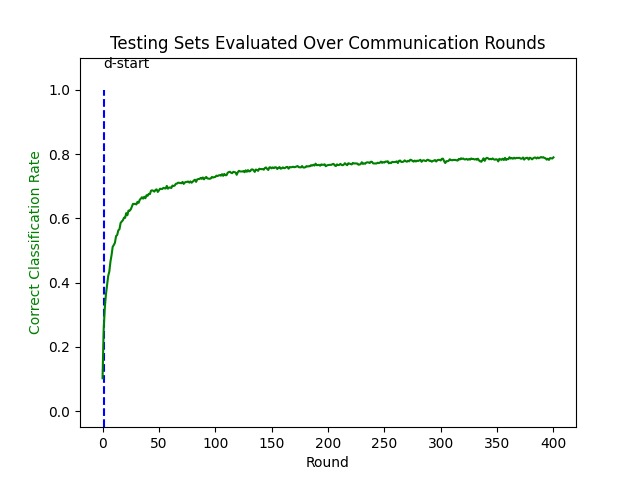 Testing Sets Evaluated Over Communication Rounds
d-start
1.0
0.8
0.6
0.4
0.2
0.0
Correct Classification Rate
0 50 100 150 200 250 300 350 400
Round